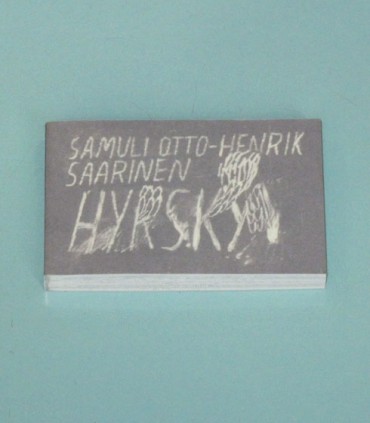 SAMULI OTTO-HENRIK
SAARINEN
HYRSKY